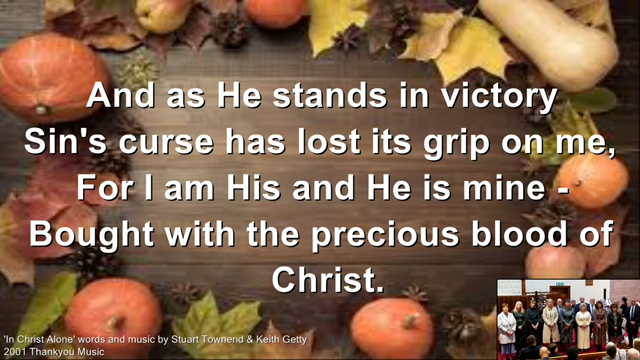 And as He stands in victory
Sin's curse has lost its grip on me,
For I am His and He is mine -
Bought with the precious blood of
Christ.
'In Christ Alone' words and music by Stuart Townend & Keith Getty
2001 Thankyou Music